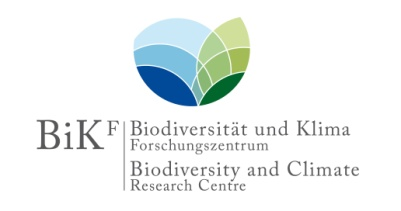 BiK F
Biodiversität und Klima
Forschungszentrum
Biodiversity and Climate
Research Centre